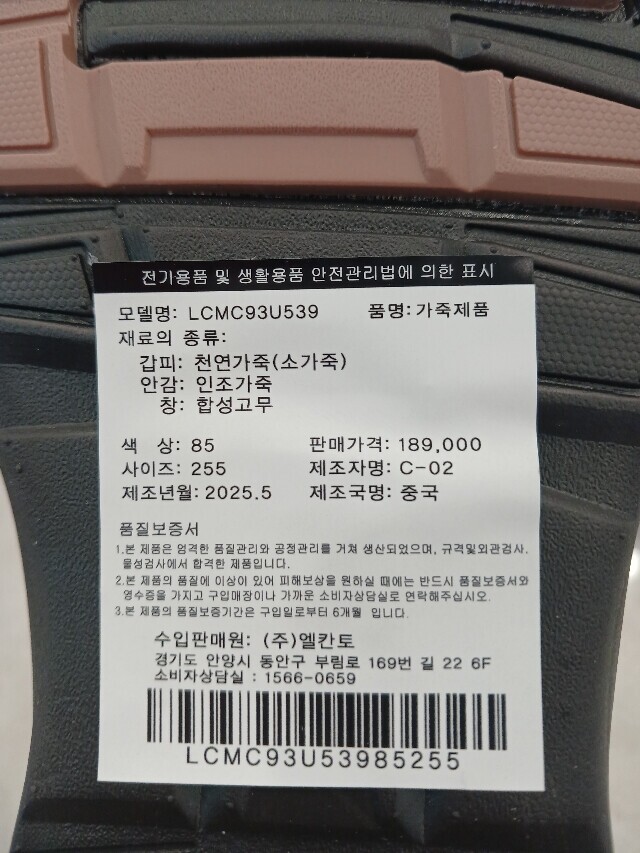 전기용품 및 생활용품 안전관리법에 의한 표시
모델명: LCMC93U539 품명: 가죽제품
재료의 종류:
갑피: 천연가죽(소가죽)
안감: 인조가죽
창: 합성고무
색 상: 85 판매가격: 189,000
사이즈: 255 제조자명: C-02
제조년월: 2025.5 제조국명: 중국
품질보증서
1.본 제품은 엄격한 품질관리와 공정관리를 거쳐 생산되었으며, 규격및외관검사.
물성검사에서 합격한 제품입니다.
2.본 제품의 품질에 이상이 있어 피해보상을 원하실 때에는 반드시 품질보증서와
영수증을 가지고 구입매장이나 가까운 소비자상담실로 연락해주십시오.
3.본 제품의 품질보증기간은 구입일로부터 6개월 입니다.
수입판매원: (주)엘칸토
경기도 안양시 동안구 부림로 169번 길 22 6F
소비자상담실 : 1566-0659
LCMC93U53985255